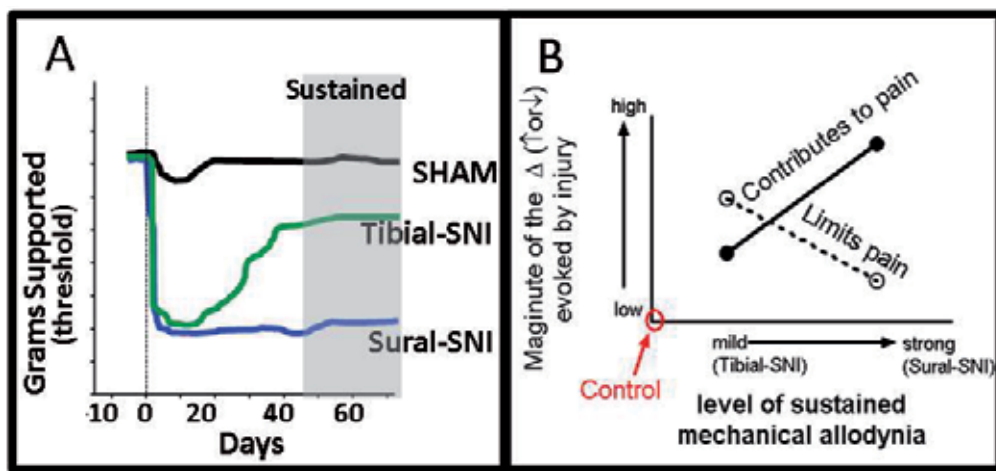 A
Sustained
SHAM
Tibial-SNI
Sural-SNI
Grams Supported
(threshold)
-10 0 20 40 60
Days
B
Maginute of the Δ (↑or↓)
evoked by injury
high
low
Contributes to pain
Limits pain
Control
mild
(Tibial-SNI)
strong
(Sural-SNI)
level of sustained
mechanical allodynia